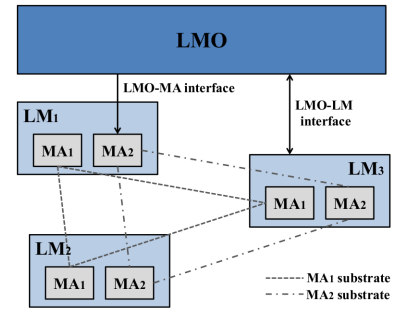 LMO
LMO-MA interface
LMO-LM
interface
LM1
MA1
MA2
LM3
MA1
MA2
LM2
MA1
MA2
MA1 substrate
MA2 substrate